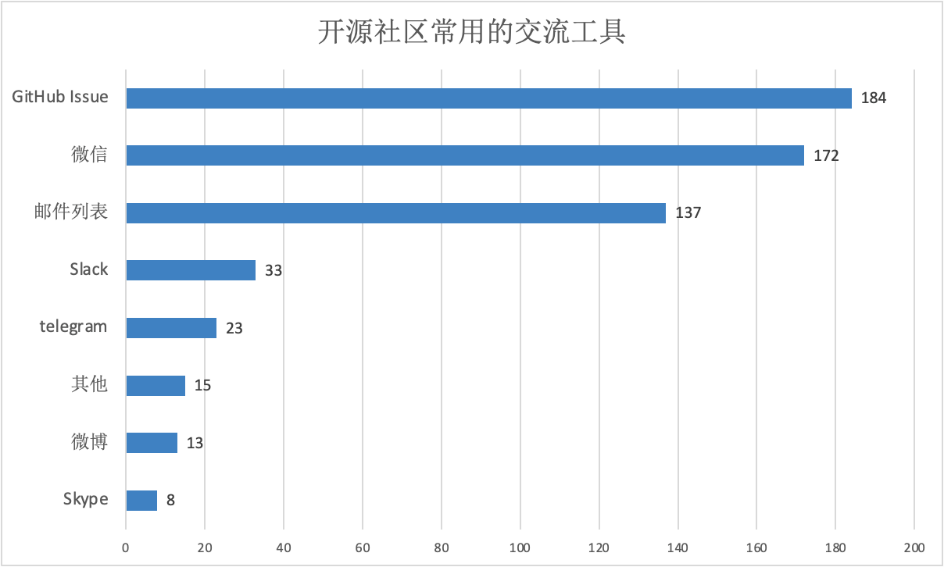 开源社区常用的交流工具
GitHub Issue 184
微信 172
邮件列表 137
Slack 33
telegram 23
其他 15
微博 13
Skype 8
0 20 40 60 80 100 120 140 160 180 200